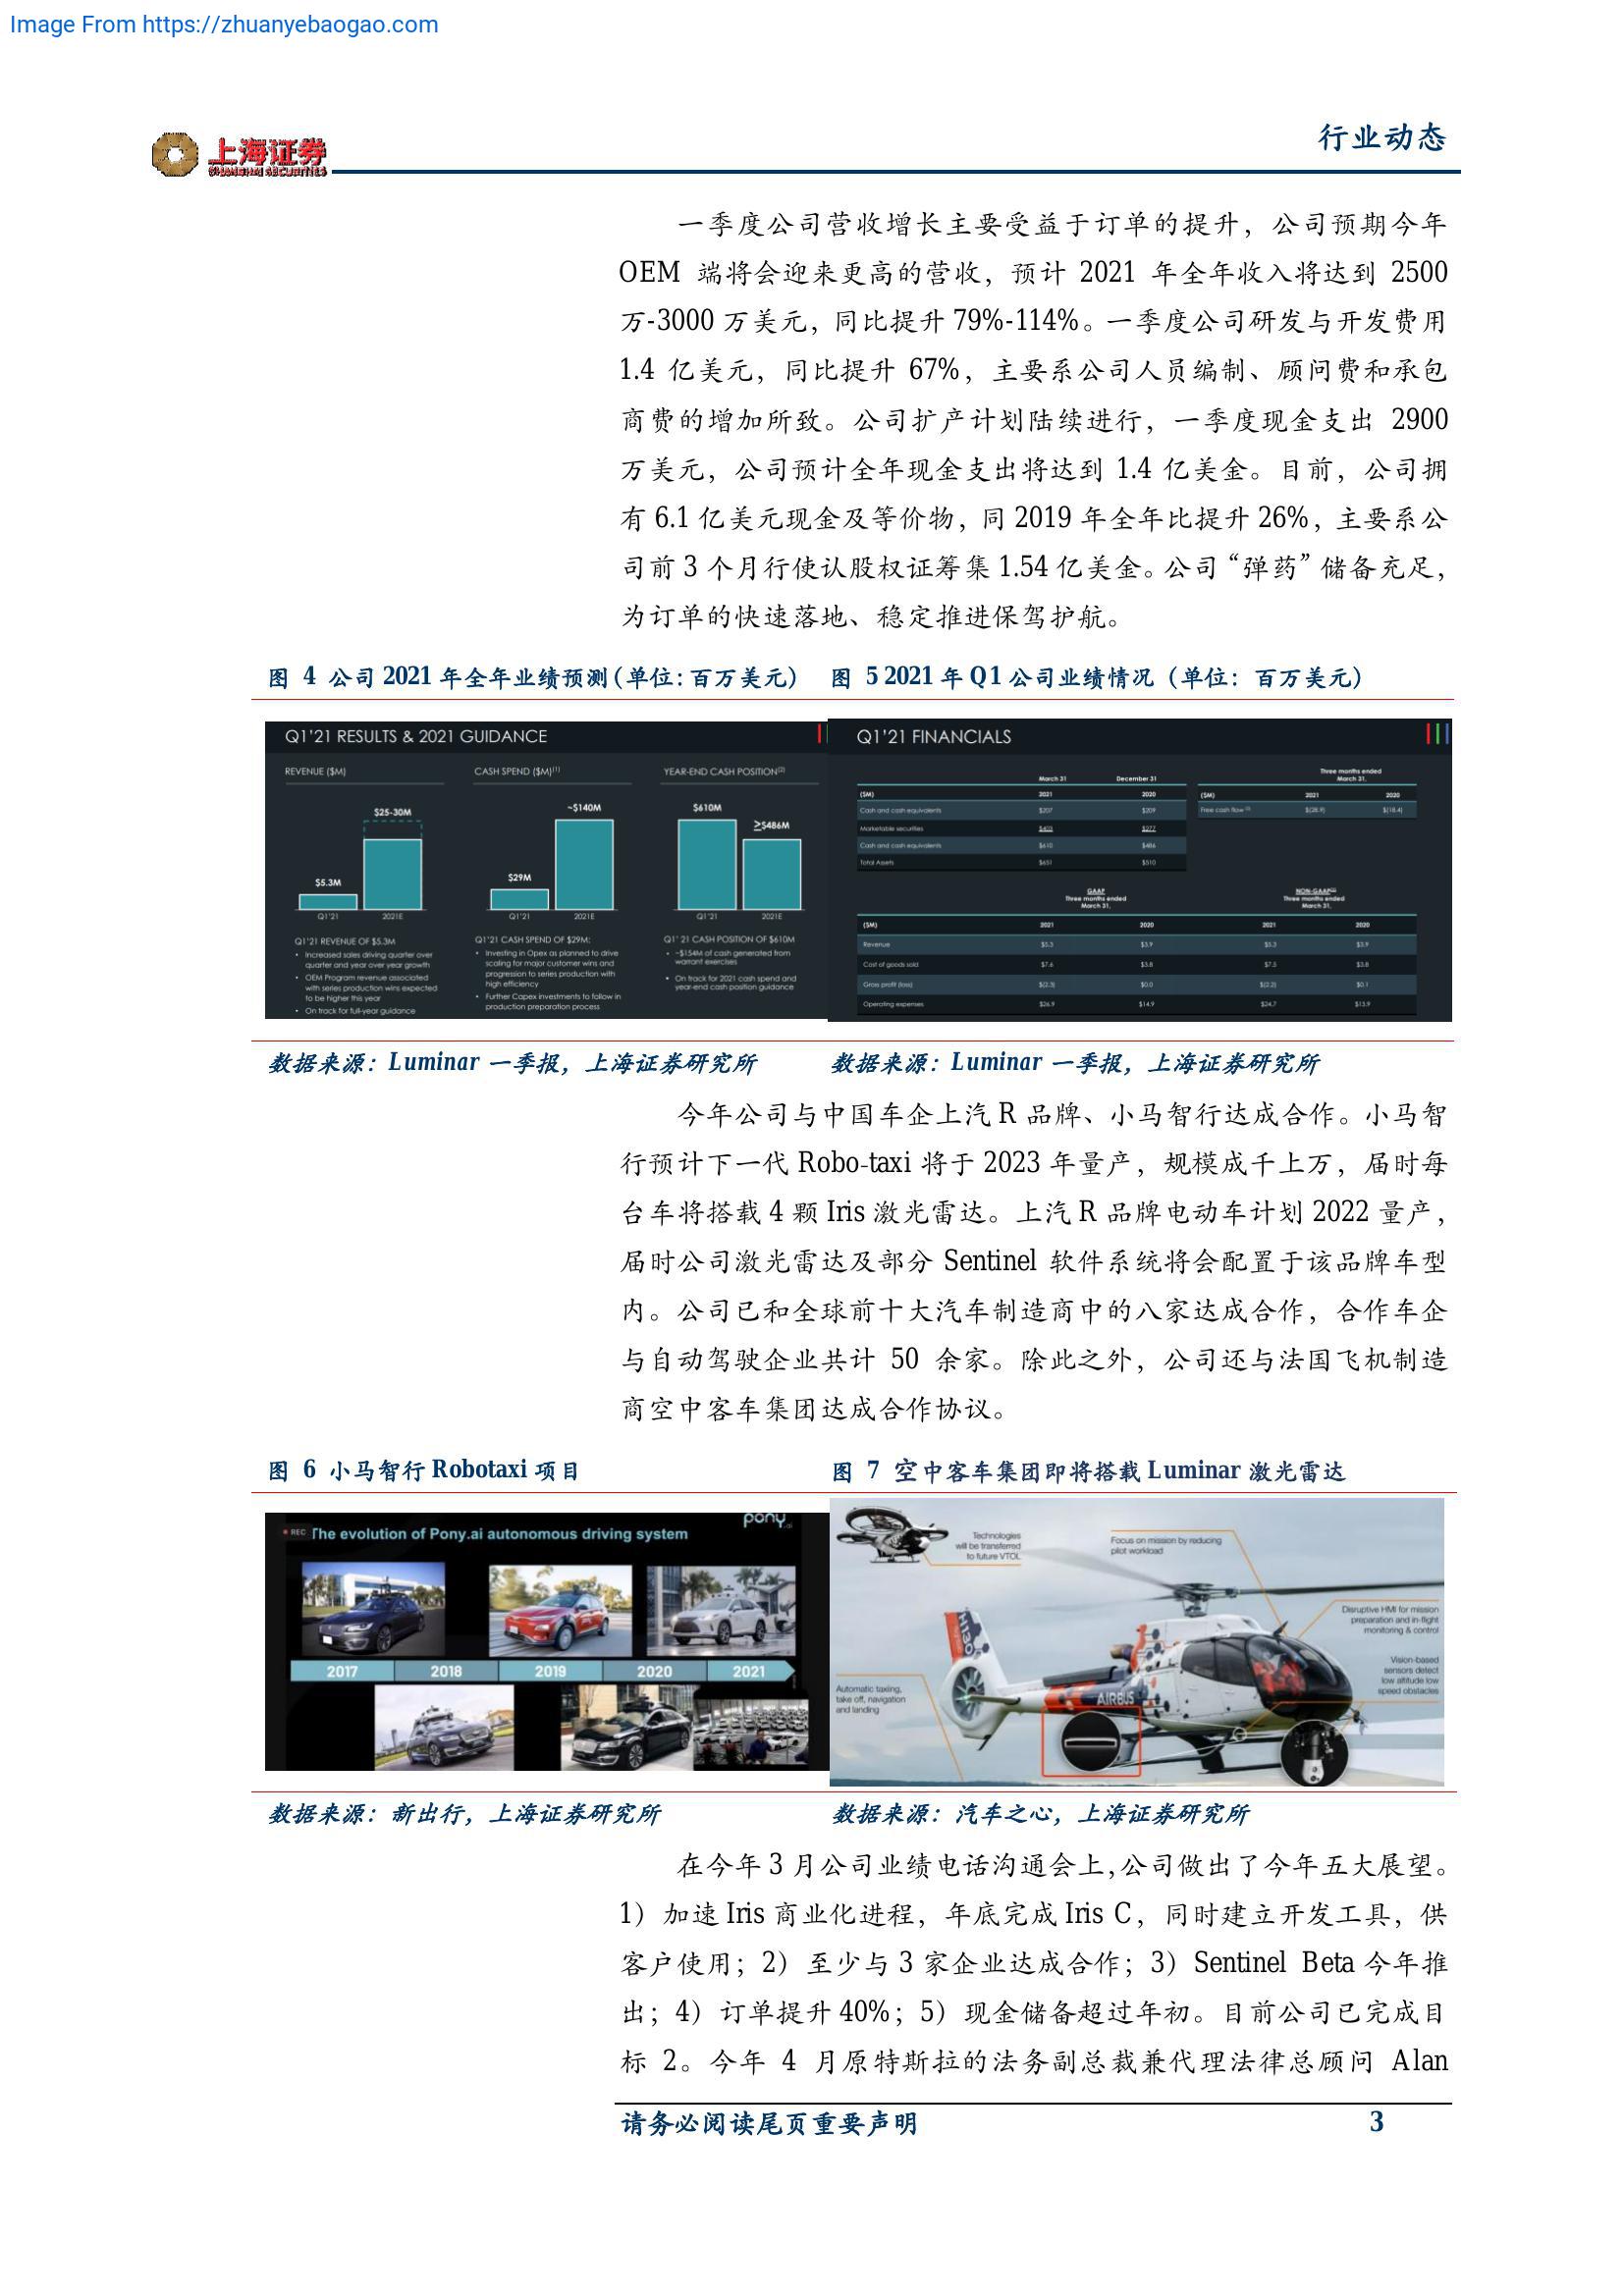 Image From https://zhuanyebaogao.com
行业动态
上海证券
SHANGHAI SECURITIES
一季度公司营收增长主要受益于订单的提升，公司预期今年
OEM 端将会迎来更高的营收，预计 2021 年全年收入将达到 2500
万-3000 万美元，同比提升 79%-114%。一季度公司研发与开发费用
1.4 亿美元，同比提升 67%，主要系公司人员编制、顾问费和承包
商费的增加所致。公司扩产计划陆续进行，一季度现金支出 2900
万美元，公司预计全年现金支出将达到 1.4 亿美金。目前，公司拥
有 6.1 亿美元现金及等价物，同 2019 年全年比提升 26%，主要系公
司前 3 个月行使认股权证筹集 1.54 亿美金。公司“弹药”储备充足，
为订单的快速落地、稳定推进保驾护航。
图 4 公司 2021 年全年业绩预测（单位：百万美元）
Q1'21 RESULTS & 2021 GUIDANCE
REVENUE ($M)
$25-30M
$5.3M
Q1'21 2021E
Q1'21 REVENUE OF $5.3M
• Increased sales driving quarter over
quarter and year over year growth
• OEM Program revenue associated
with series production wins expected
to be higher this year
• On track for full-year guidance
CASH SPEND ($M)(1)
~$140M
$29M
Q1'21 2021E
Q1'21 CASH SPEND OF $29M:
• Investing in Opex as planned to drive
scaling for major customer wins and
progression to series production with
high efficiency
• Further Capex investments to follow in
production preparation process
YEAR-END CASH POSITION(2)
$610M
≥$486M
Q1'21 2021E
Q1' 21 CASH POSITION OF $610M
• ~$154M of cash generated from
warrant exercises
• On track for 2021 cash spend and
year-end cash position guidance
数据来源：Luminar 一季报，上海证券研究所
图 5 2021 年 Q1 公司业绩情况（单位：百万美元）
Q1'21 FINANCIALS
March 31 December 31
($M) 2021 2020
Cash and cash equivalents $207 $209
Marketable securities $403 $277
Cash and cash equivalents $610 $486
Total Assets $651 $510
Three months ended
March 31,
($M) 2021 2020
Free cash flow $(28.9) $(18.4)
GAAP NON-GAAP
Three months ended Three months ended
March 31, March 31,
($M) 2021 2020 2021 2020
Revenue $5.3 $3.9 $5.3 $3.9
Cost of goods sold $7.6 $3.8 $7.5 $3.8
Gross profit (loss) $(2.3) $0.0 $(2.2) $0.1
Operating expenses $26.9 $14.9 $24.7 $13.9
数据来源：Luminar 一季报，上海证券研究所
今年公司与中国车企上汽 R 品牌、小马智行达成合作。小马智
行预计下一代 Robo-taxi 将于 2023 年量产，规模成千上万，届时每
台车将搭载 4 颗 Iris 激光雷达。上汽 R 品牌电动车计划 2022 量产，
届时公司激光雷达及部分 Sentinel 软件系统将会配置于该品牌车型
内。公司已和全球前十大汽车制造商中的八家达成合作，合作车企
与自动驾驶企业共计 50 余家。除此之外，公司还与法国飞机制造
商空中客车集团达成合作协议。
图 6 小马智行 Robotaxi 项目
pony.ai
REC
The evolution of Pony.ai autonomous driving system
2017 2018 2019 2020 2021
数据来源：新出行，上海证券研究所
图 7 空中客车集团即将搭载 Luminar 激光雷达
Technologies
will be transferred
to future VTOL
Focus on mission by reducing
pilot workload
Disruptive HMI for mission
preparation and in-flight
monitoring & control
Vision-based
sensors detect
low altitude low
speed obstacles
Automatic taxiing,
take off, navigation
and landing
H130
AIRBUS
数据来源：汽车之心，上海证券研究所
在今年 3 月公司业绩电话沟通会上，公司做出了今年五大展望。
1）加速 Iris 商业化进程，年底完成 Iris C，同时建立开发工具，供
客户使用；2）至少与 3 家企业达成合作；3）Sentinel Beta 今年推
出；4）订单提升 40%；5）现金储备超过年初。目前公司已完成目
标 2。今年 4 月原特斯拉的法务副总裁兼代理法律总顾问 Alan
请务必阅读尾页重要声明
3